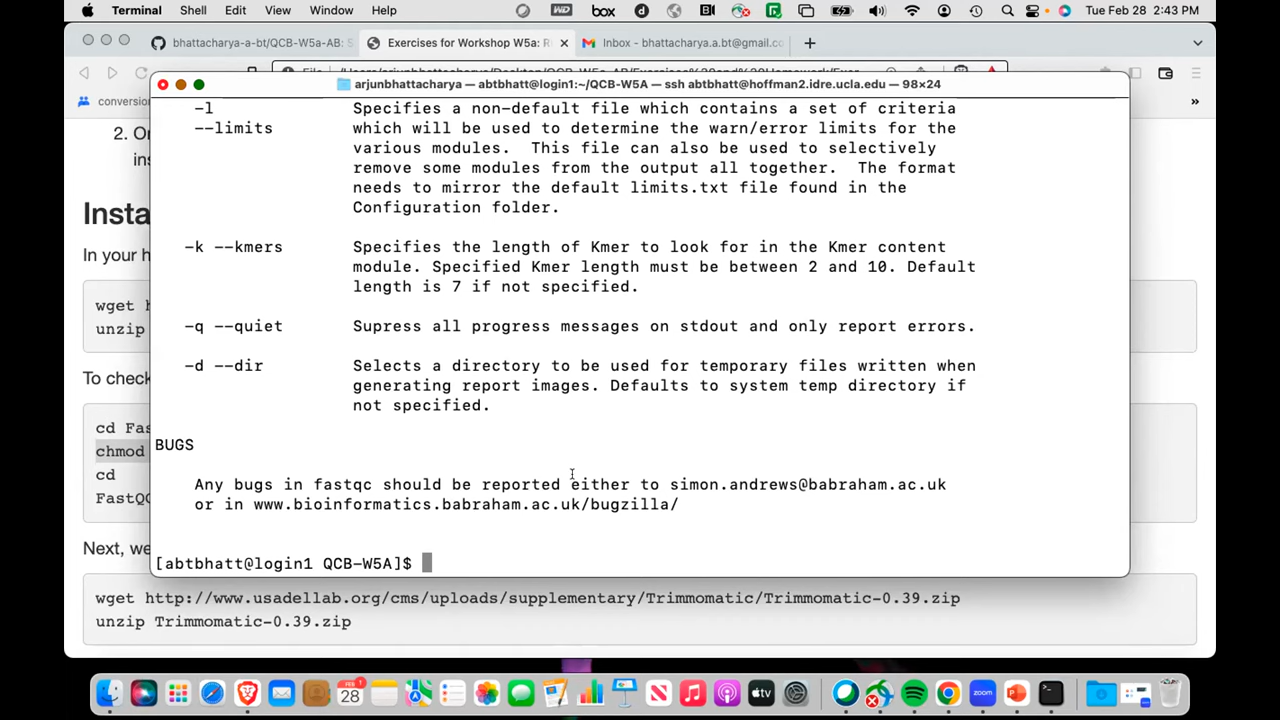 Terminal Shell Edit View Window Help Tue Feb 28 2:43 PM
WD box
bhattacharya-a-bt/QCB-W5a-AB: S Exercises for Workshop W5a: R Inbox - bhattacharya.a.bt@gmail.co
arjunbhattacharya — abtbhatt@login1:~/QCB-W5A — ssh abtbhatt@hoffman2.idre.ucla.edu — 98×24
conversion
-l Specifies a non-default file which contains a set of criteria
--limits which will be used to determine the warn/error limits for the
various modules. This file can also be used to selectively
remove some modules from the output all together. The format
needs to mirror the default limits.txt file found in the
Configuration folder.
-k --kmers Specifies the length of Kmer to look for in the Kmer content
module. Specified Kmer length must be between 2 and 10. Default
length is 7 if not specified.
-q --quiet Supress all progress messages on stdout and only report errors.
-d --dir Selects a directory to be used for temporary files written when
generating report images. Defaults to system temp directory if
not specified.
BUGS
Any bugs in fastqc should be reported either to simon.andrews@babraham.ac.uk
or in www.bioinformatics.babraham.ac.uk/bugzilla/
[abtbhatt@login1 QCB-W5A]$
2. On
ins
Insta
In your h
wget h
unzip
To check
cd Fas
chmod
cd
FastQC
Next, we
wget http://www.usadellab.org/cms/uploads/supplementary/Trimmomatic/Trimmomatic-0.39.zip
unzip Trimmomatic-0.39.zip
28
tv
zoom